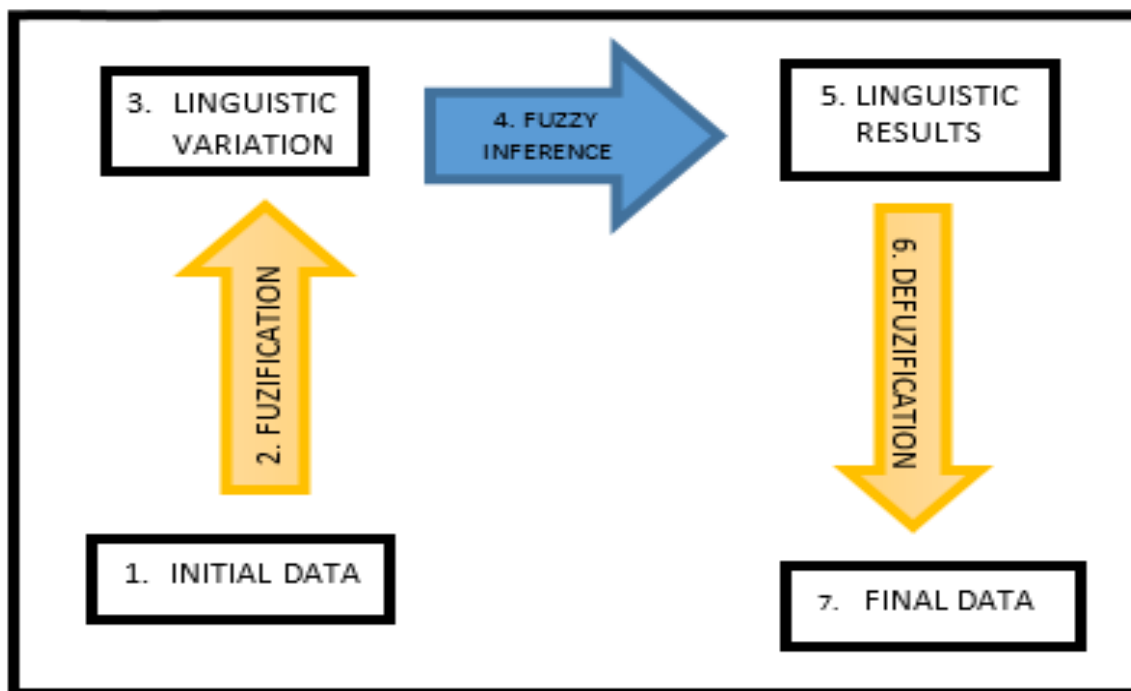 1. INITIAL DATA
2. FUZIFICATION
3. LINGUISTIC
VARIATION
4. FUZZY
INFERENCE
5. LINGUISTIC
RESULTS
6. DEFUZIFICATION
7. FINAL DATA